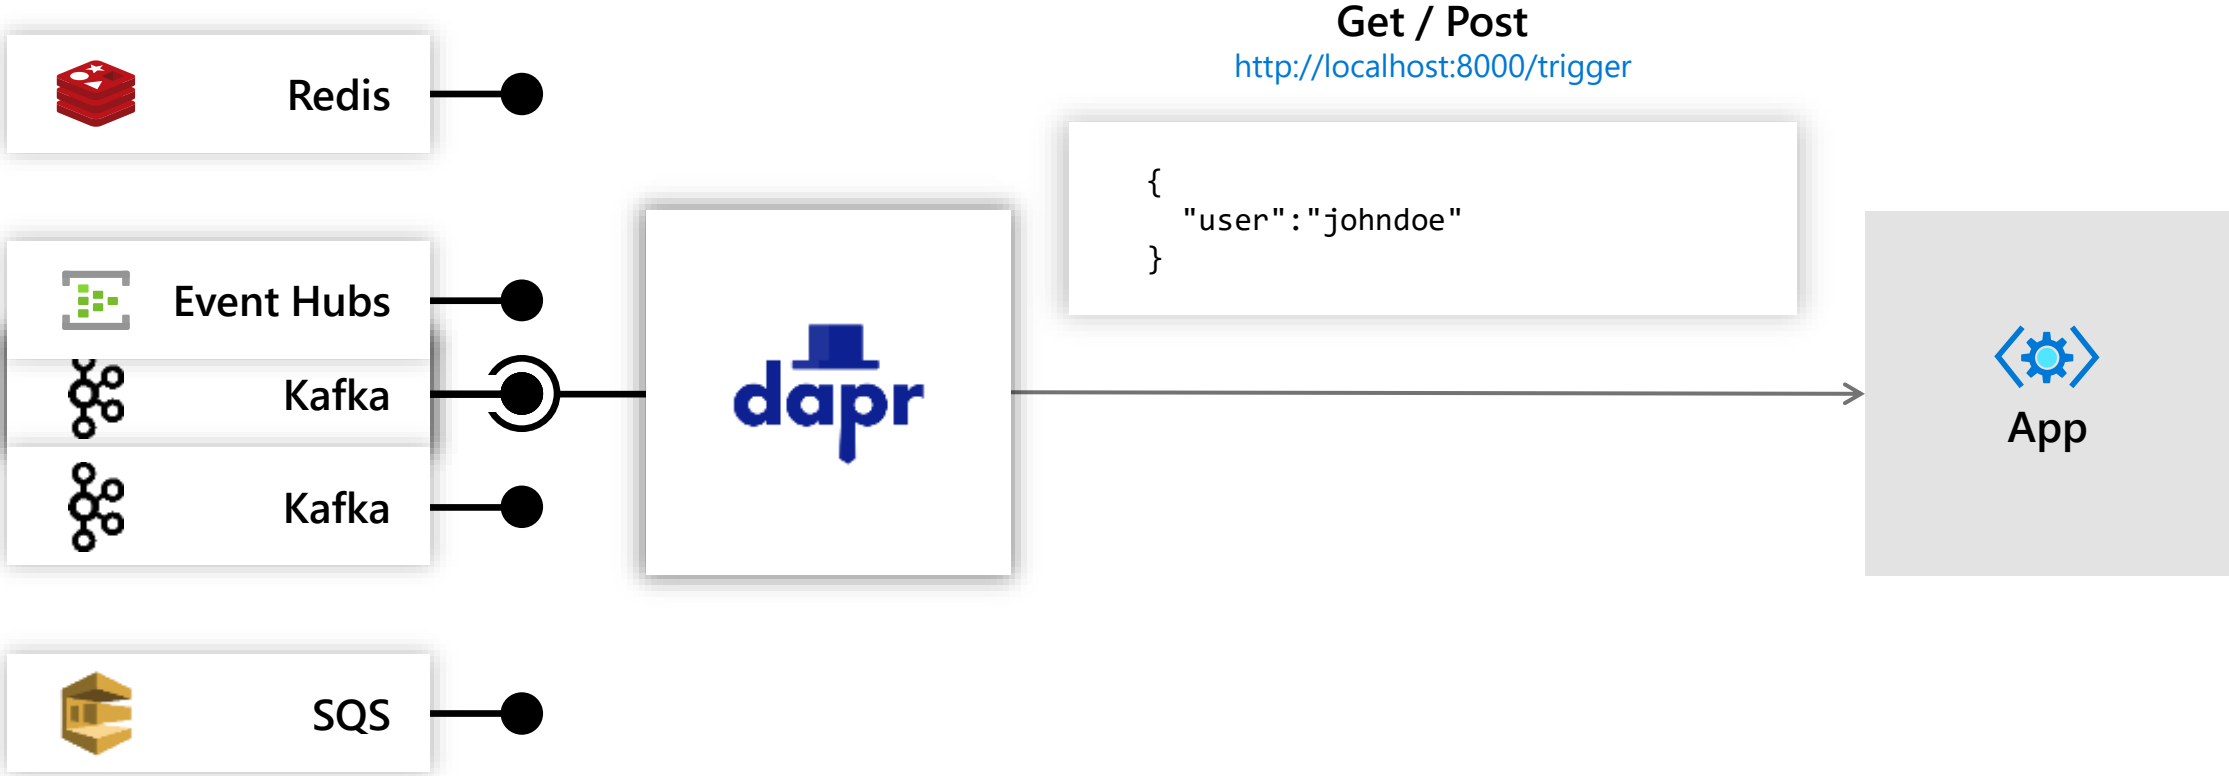 Get / Post
http://localhost:8000/trigger
Redis
{
"user":"johndoe"
}
Event Hubs
Kafka
dapr
App
Kafka
SQS